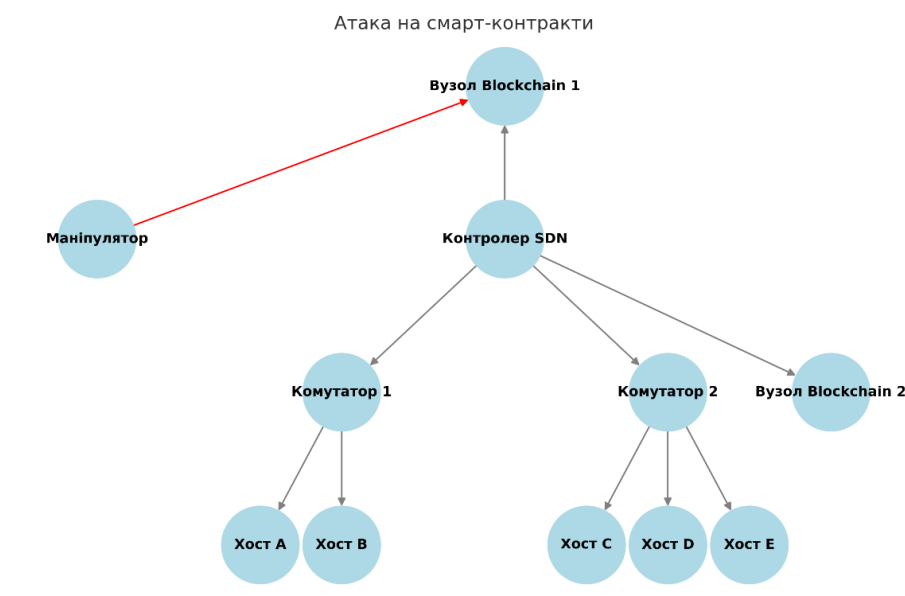 Атака на смарт-контракти
Вузол Blockchain 1
Маніпулятор
Контролер SDN
Комутатор 1
Комутатор 2
Вузол Blockchain 2
Хост A
Хост B
Хост C
Хост D
Хост E